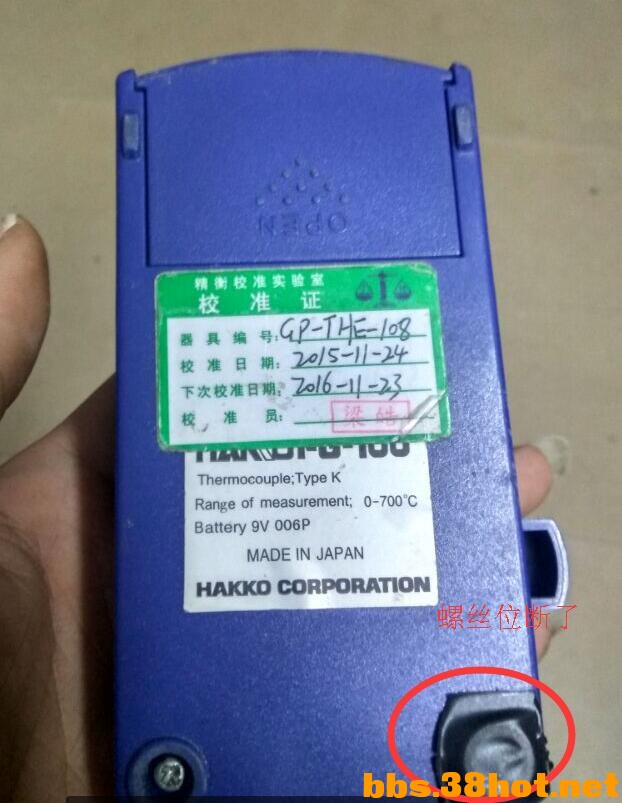 OPEN
精衡校准实验室
校准证
器具编号: GP-THE-108
校准日期: 2015-11-24
下次校准日期: 2016-11-23
校准员: 梁皓
Thermocouple;Type K
Range of measurement; 0-700°C
Battery 9V 006P
MADE IN JAPAN
HAKKO CORPORATION
螺丝位断了
bbs.38hot.net